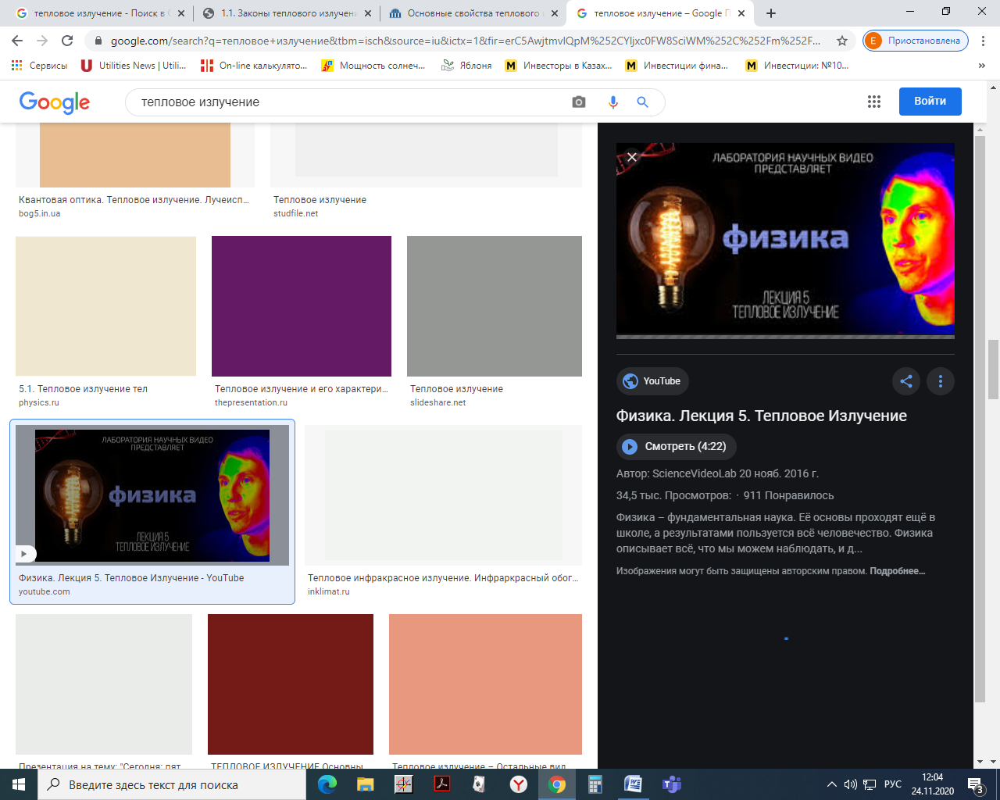 тепловое излучение - Поиск в G
1.1. Законы теплового излучени
Основные свойства теплового
тепловое излучение – Google П
google.com/search?q=тепловое+излучение&tbm=isch&source=iu&ictx=1&fir=erC5AwjtmvlQpM%252CYljxc0FW8SciWM%252C%252Fm%252F...
E
Приостановлена
Сервисы
Utilities News | Utili...
On-line калькулято...
Мощность солнеч...
Яблоня
Инвесторы в Казах...
Инвестиции фина...
Инвестиции: №10...
»
Google
тепловое излучение
Войти
Квантовая оптика. Тепловое излучение. Лучеисп...
bog5.in.ua
Тепловое излучение
studfile.net
5.1. Тепловое излучение тел
physics.ru
Тепловое излучение и его характери...
thepresentation.ru
Тепловое излучение
slideshare.net
ЛАБОРАТОРИЯ НАУЧНЫХ ВИДЕО
ПРЕДСТАВЛЯЕТ
физика
ЛЕКЦИЯ 5
ТЕПЛОВОЕ ИЗЛУЧЕНИЕ
Физика. Лекция 5. Тепловое Излучение - YouTube
youtube.com
Тепловое инфракрасное излучение. Инфраркрасный обог...
inklimat.ru
Презентация на тему: "Сегодня: пят
ТЕПЛОВОЕ ИЗЛУЧЕНИЕ Основны
Тепловое излучение – Остальные вид
ЛАБОРАТОРИЯ НАУЧНЫХ ВИДЕО
ПРЕДСТАВЛЯЕТ
физика
ЛЕКЦИЯ 5
ТЕПЛОВОЕ ИЗЛУЧЕНИЕ
YouTube
Физика. Лекция 5. Тепловое Излучение
Смотреть (4:22)
Автор: ScienceVideoLab 20 нояб. 2016 г.
34,5 тыс. Просмотров: · 911 Понравилось
Физика – фундаментальная наука. Её основы проходят ещё в
школе, а результатами пользуется всё человечество. Физика
описывает всё, что мы можем наблюдать, и д...
Изображения могут быть защищены авторским правом. Подробнее...
Введите здесь текст для поиска
РУС
12:04
24.11.2020
3